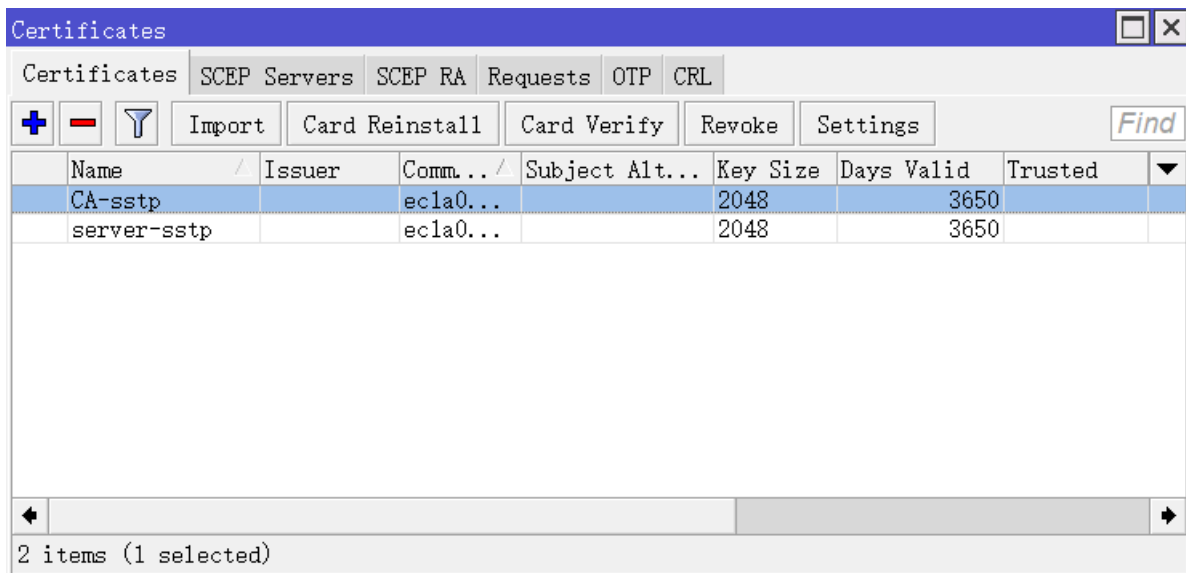 Certificates
Certificates SCEP Servers SCEP RA Requests OTP CRL
Import Card Reinstall Card Verify Revoke Settings Find
Name Issuer Comm... Subject Alt... Key Size Days Valid Trusted
CA-sstp ec1a0... 2048 3650
server-sstp ec1a0... 2048 3650
2 items (1 selected)